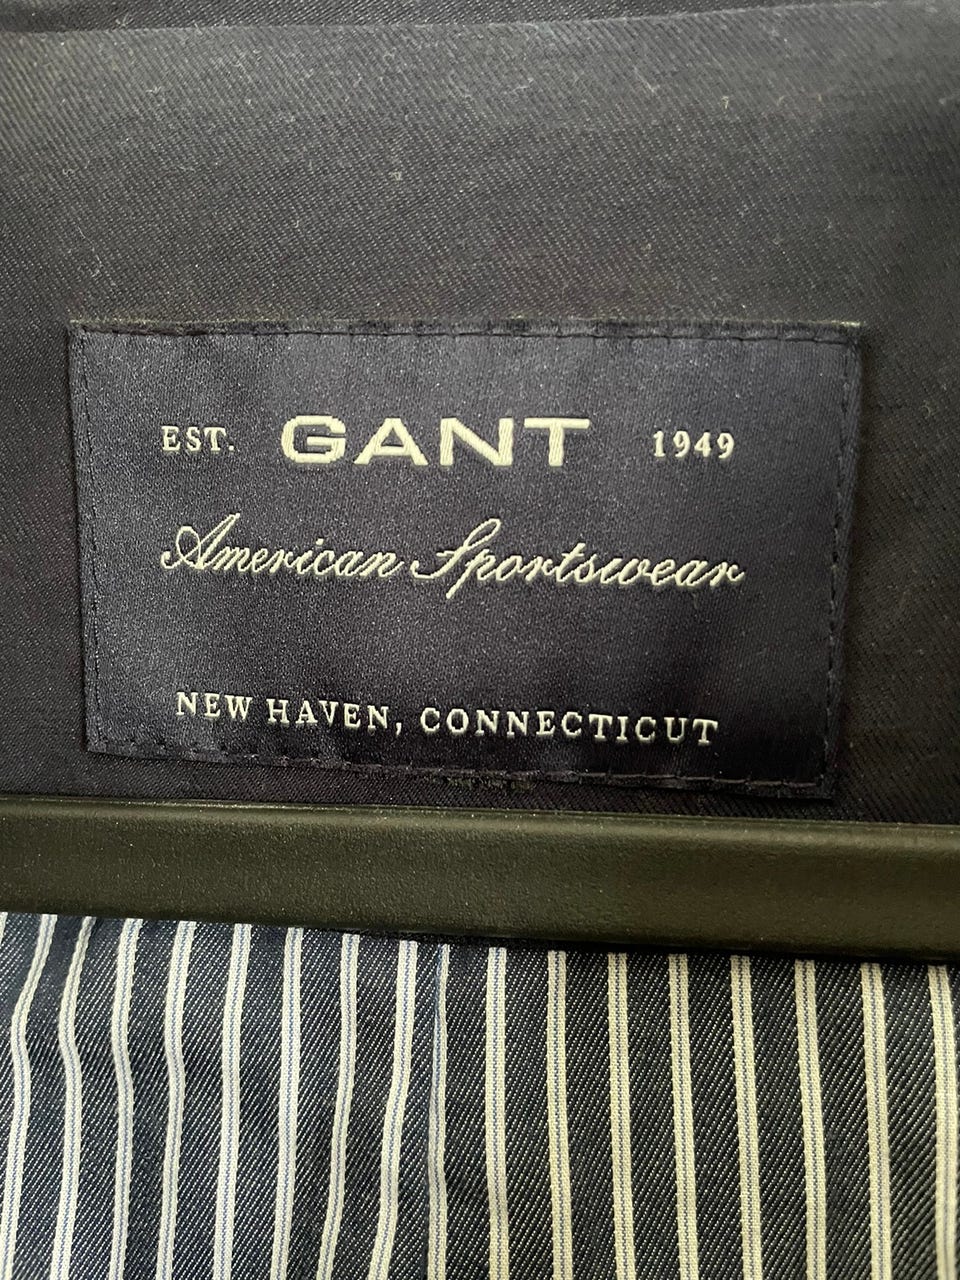 EST. GANT 1949
American Sportswear
NEW HAVEN, CONNECTICUT